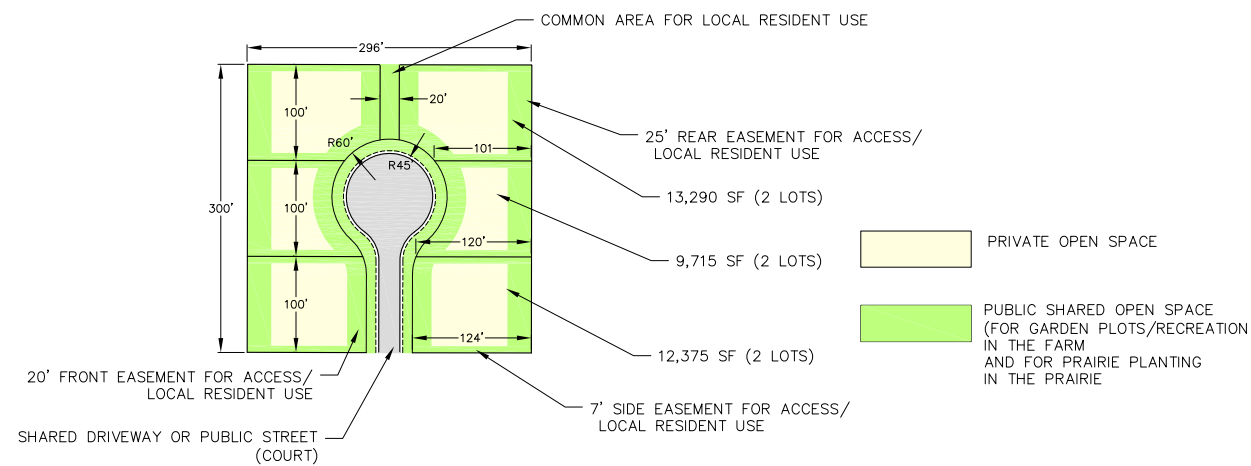 COMMON AREA FOR LOCAL RESIDENT USE
296'
100'
20'
25' REAR EASEMENT FOR ACCESS/
LOCAL RESIDENT USE
R60'
R45'
101
13,290 SF (2 LOTS)
300'
100'
120'
9,715 SF (2 LOTS)
PRIVATE OPEN SPACE
100'
124'
12,375 SF (2 LOTS)
PUBLIC SHARED OPEN SPACE
(FOR GARDEN PLOTS/RECREATION
IN THE FARM
AND FOR PRAIRIE PLANTING
IN THE PRAIRIE
20' FRONT EASEMENT FOR ACCESS/
LOCAL RESIDENT USE
7' SIDE EASEMENT FOR ACCESS/
LOCAL RESIDENT USE
SHARED DRIVEWAY OR PUBLIC STREET
(COURT)